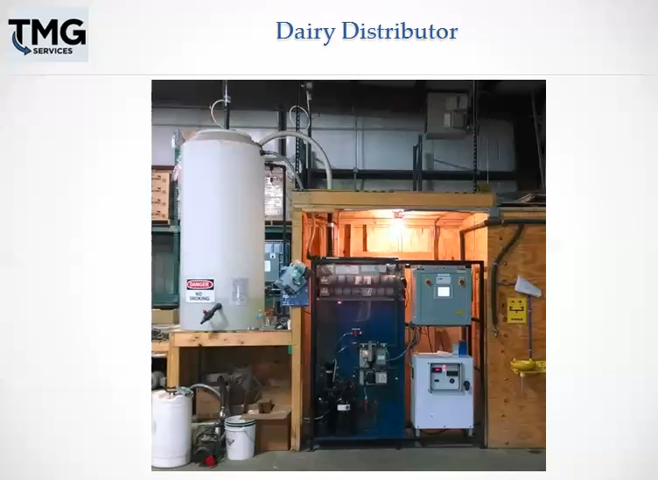 TMG
SERVICES
Dairy Distributor
DANGER
NO
SMOKING